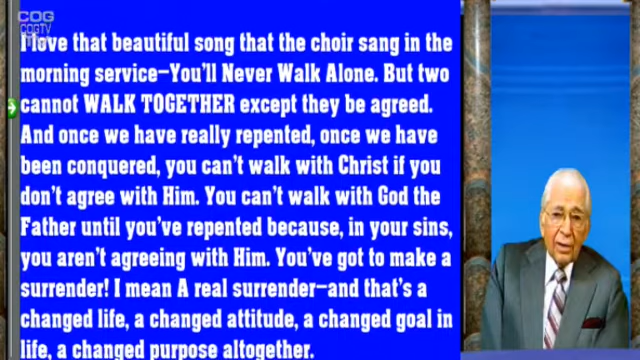 COG
COGTV
I love that beautiful song that the choir sang in the
morning service—You'll Never Walk Alone. But two
cannot WALK TOGETHER except they be agreed.
And once we have really repented, once we have
been conquered, you can't walk with Christ if you
don't agree with Him. You can't walk with God the
Father until you've repented because, in your sins,
you aren't agreeing with Him. You've got to make a
surrender! I mean A real surrender—and that's a
changed life, a changed attitude, a changed goal in
life, a changed purpose altogether.